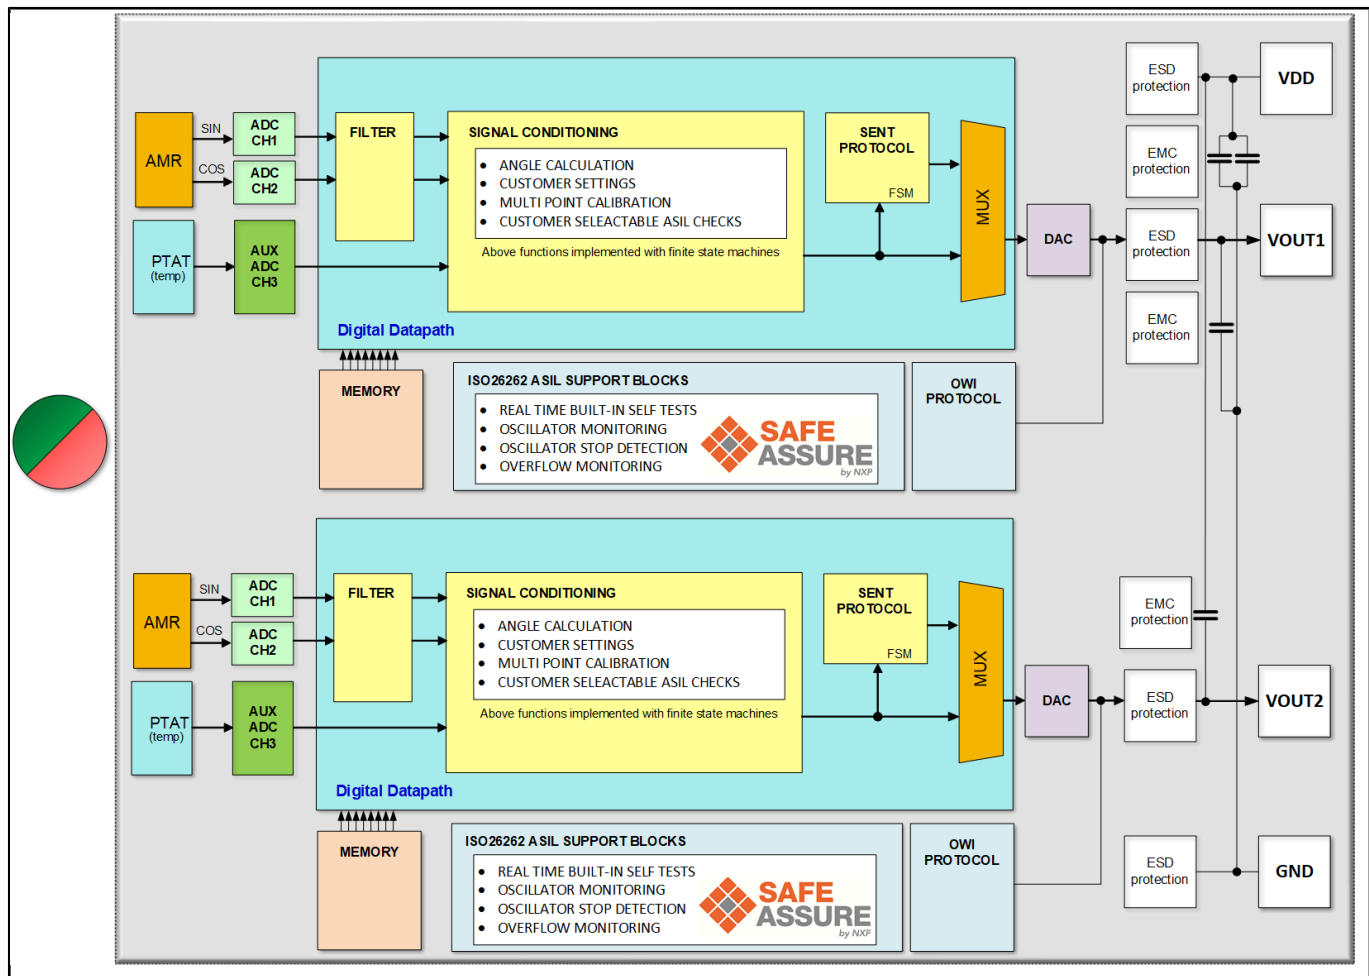 ESD
protection
VDD
AMR
SIN
COS
ADC
CH1
ADC
CH2
FILTER
SIGNAL CONDITIONING
ANGLE CALCULATION
CUSTOMER SETTINGS
MULTI POINT CALIBRATION
CUSTOMER SELEACTABLE ASIL CHECKS
Above functions implemented with finite state machines
SENT
PROTOCOL
FSM
MUX
EMC
protection
PTAT
(temp)
AUX
ADC
CH3
DAC
ESD
protection
VOUT1
EMC
protection
Digital Datapath
MEMORY
ISO26262 ASIL SUPPORT BLOCKS
REAL TIME BUILT-IN SELF TESTS
OSCILLATOR MONITORING
OSCILLATOR STOP DETECTION
OVERFLOW MONITORING
SAFE
ASSURE
by NXP
OWI
PROTOCOL
AMR
SIN
COS
ADC
CH1
ADC
CH2
FILTER
SIGNAL CONDITIONING
ANGLE CALCULATION
CUSTOMER SETTINGS
MULTI POINT CALIBRATION
CUSTOMER SELEACTABLE ASIL CHECKS
Above functions implemented with finite state machines
SENT
PROTOCOL
FSM
MUX
EMC
protection
PTAT
(temp)
AUX
ADC
CH3
DAC
ESD
protection
VOUT2
Digital Datapath
MEMORY
ISO26262 ASIL SUPPORT BLOCKS
REAL TIME BUILT-IN SELF TESTS
OSCILLATOR MONITORING
OSCILLATOR STOP DETECTION
OVERFLOW MONITORING
SAFE
ASSURE
by NXP
OWI
PROTOCOL
ESD
protection
GND